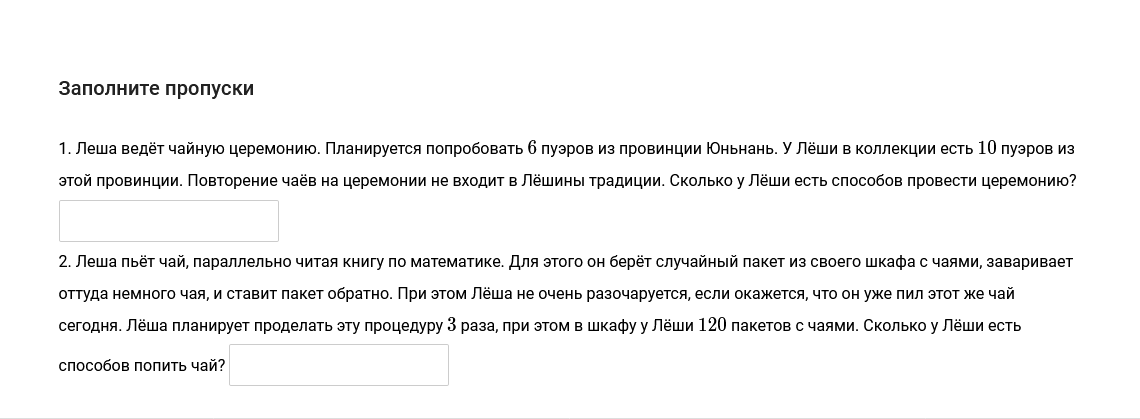 Заполните пропуски
1. Леша ведёт чайную церемонию. Планируется попробовать 6 пуэров из провинции Юньнань. У Лёши в коллекции есть 10 пуэров из
этой провинции. Повторение чаёв на церемонии не входит в Лёшины традиции. Сколько у Лёши есть способов провести церемонию?
2. Леша пьёт чай, параллельно читая книгу по математике. Для этого он берёт случайный пакет из своего шкафа с чаями, заваривает
оттуда немного чая, и ставит пакет обратно. При этом Лёша не очень разочаруется, если окажется, что он уже пил этот же чай
сегодня. Лёша планирует проделать эту процедуру 3 раза, при этом в шкафу у Лёши 120 пакетов с чаями. Сколько у Лёши есть
способов попить чай?